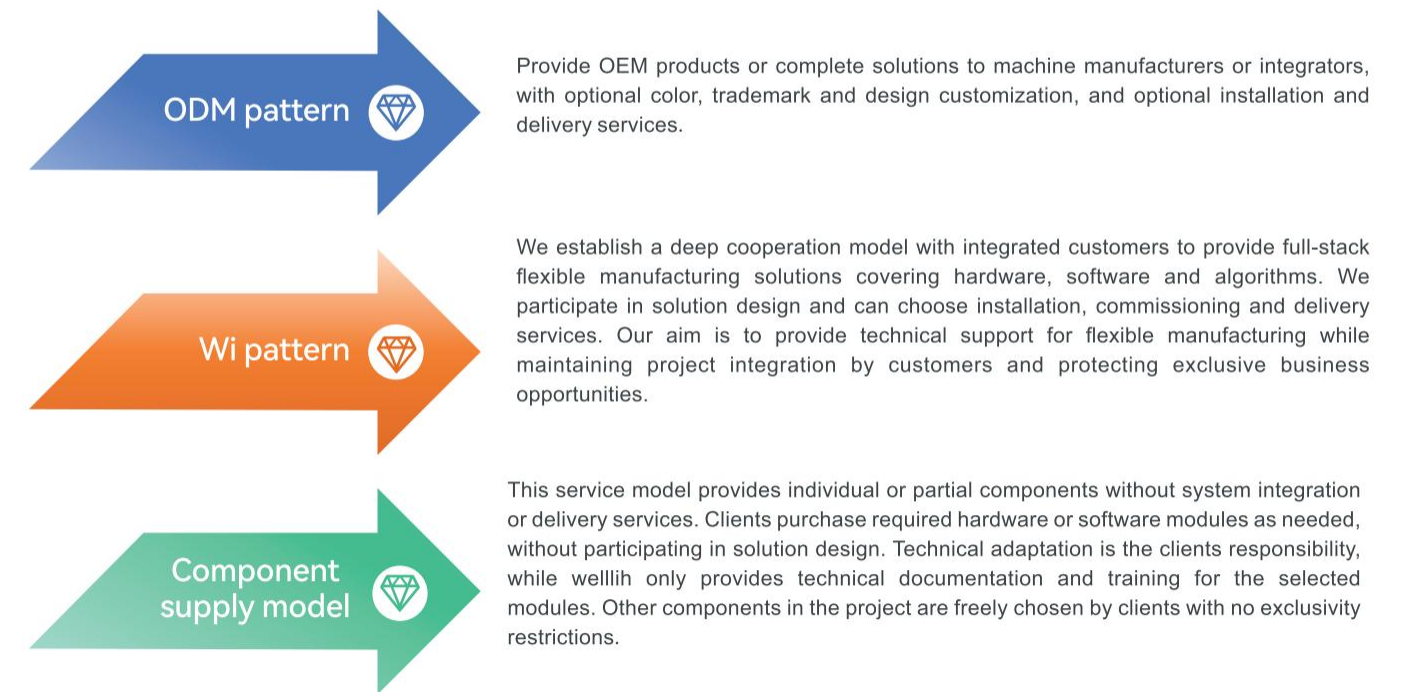 ODM pattern
Provide OEM products or complete solutions to machine manufacturers or integrators,
with optional color, trademark and design customization, and optional installation and
delivery services.
Wi pattern
We establish a deep cooperation model with integrated customers to provide full-stack
flexible manufacturing solutions covering hardware, software and algorithms. We
participate in solution design and can choose installation, commissioning and delivery
services. Our aim is to provide technical support for flexible manufacturing while
maintaining project integration by customers and protecting exclusive business
opportunities.
Component
supply model
This service model provides individual or partial components without system integration
or delivery services. Clients purchase required hardware or software modules as needed,
without participating in solution design. Technical adaptation is the clients responsibility,
while welllih only provides technical documentation and training for the selected
modules. Other components in the project are freely chosen by clients with no exclusivity
restrictions.